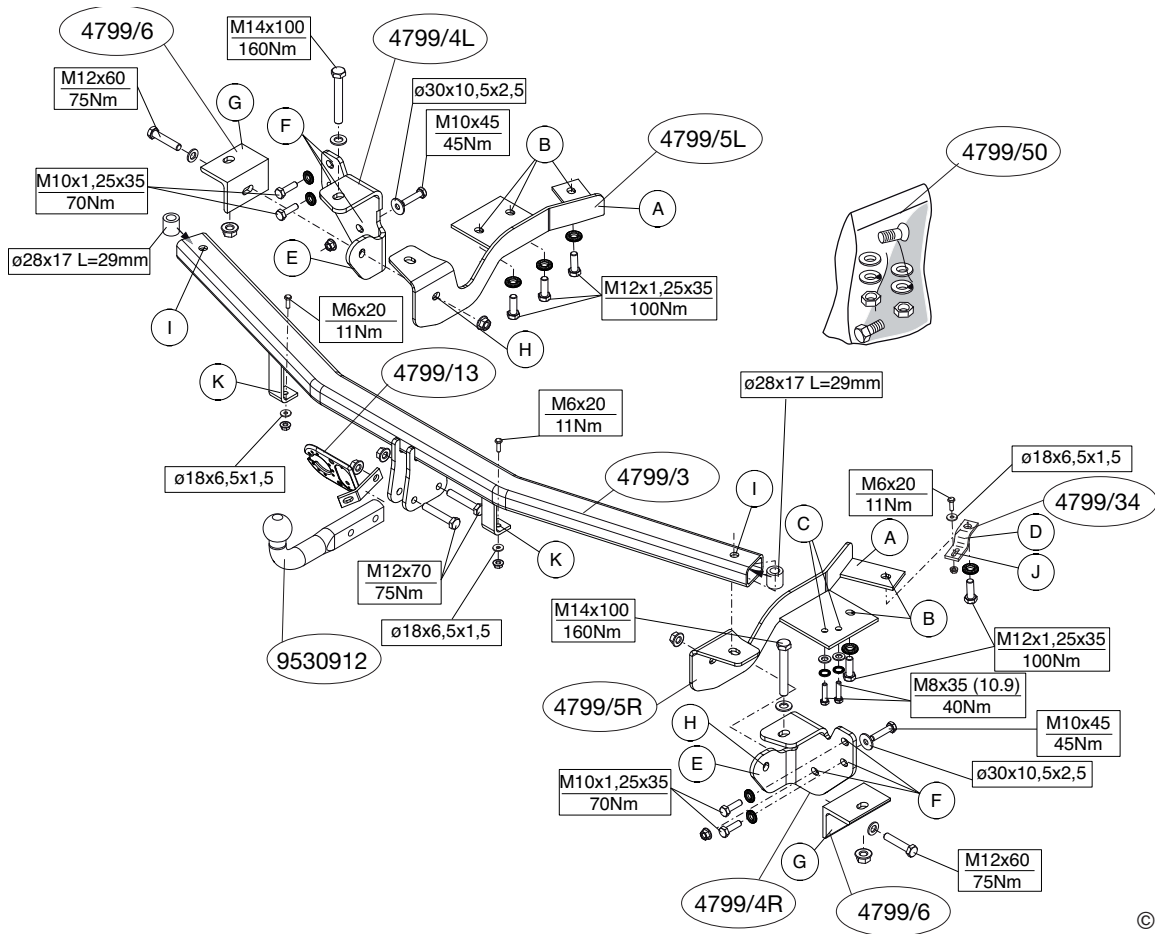 4799/6
M14x100
160Nm
4799/4L
M12x60
75Nm
G
F
ø30x10,5x2,5
M10x45
45Nm
B
4799/5L
4799/50
M10x1,25x35
70Nm
A
ø28x17 L=29mm
E
M12x1,25x35
100Nm
I
M6x20
11Nm
H
K
4799/13
ø28x17 L=29mm
M6x20
11Nm
ø18x6,5x1,5
ø18x6,5x1,5
4799/3
I
M6x20
11Nm
4799/34
C
A
D
J
K
M12x70
75Nm
B
ø18x6,5x1,5
M14x100
160Nm
M12x1,25x35
100Nm
9530912
M8x35 (10.9)
40Nm
4799/5R
H
M10x45
45Nm
E
ø30x10,5x2,5
M10x1,25x35
70Nm
F
G
M12x60
75Nm
4799/4R
4799/6
©